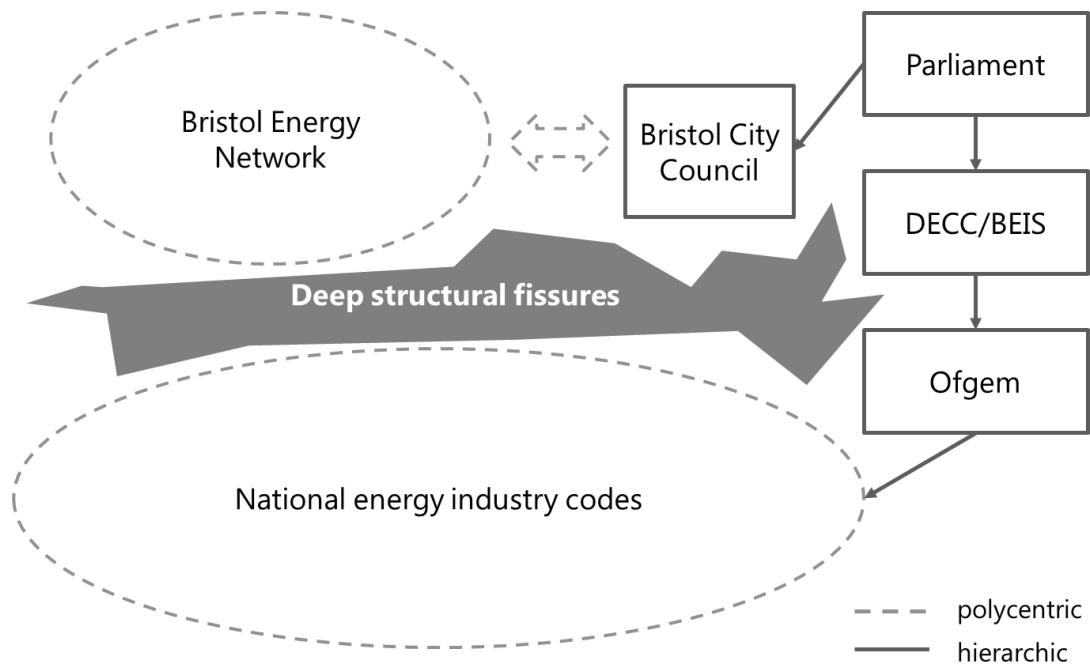 Parliament
Bristol Energy
Network
Bristol City
Council
DECC/BEIS
Deep structural fissures
Ofgem
National energy industry codes
polycentric
hierarchic